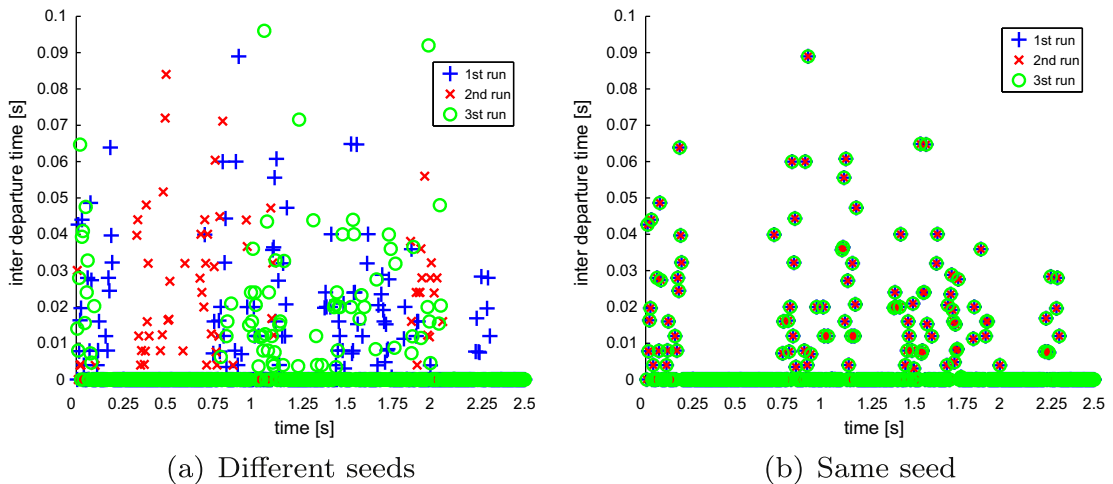 0.1
0.09
0.08
0.07
0.06
0.05
0.04
0.03
0.02
0.01
0
inter departure time [s]
1st run
2nd run
3st run
0 0.25 0.5 0.75 1 1.25 1.5 1.75 2 2.25 2.5
time [s]
(a) Different seeds
0.1
0.09
0.08
0.07
0.06
0.05
0.04
0.03
0.02
0.01
0
inter departure time [s]
1st run
2nd run
3st run
0 0.25 0.5 0.75 1 1.25 1.5 1.75 2 2.25 2.5
time [s]
(b) Same seed